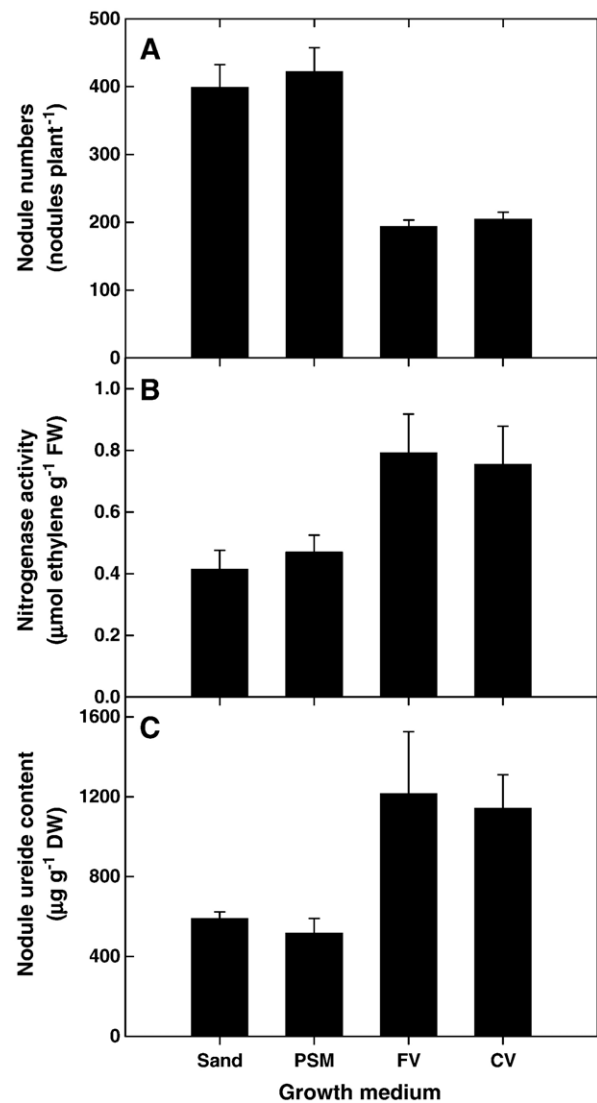 A
Nodule numbers
(nodules plant⁻¹)
500
400
300
200
100
0
B
Nitrogenase activity
(µmol ethylene g⁻¹ FW)
1.0
0.8
0.6
0.4
0.2
0.0
C
Nodule ureide content
(µg g⁻¹ DW)
1600
1200
800
400
0
Sand PSM FV CV
Growth medium